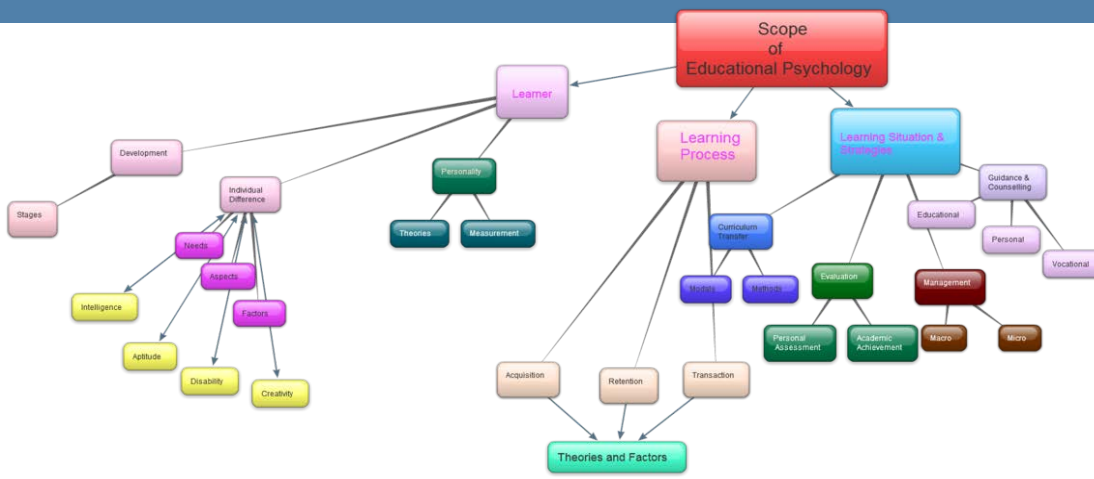 Scope
of
Educational Psychology
Learner
Learning
Process
Learning Situation &
Strategies
Development
Stages
Individual
Difference
Needs
Aspects
Factors
Intelligence
Aptitude
Disability
Creativity
Personality
Theories
Measurement
Acquisition
Retention
Transaction
Theories and Factors
Curriculum
Transfer
Models
Methods
Evaluation
Personal
Assessment
Academic
Achievement
Management
Macro
Micro
Guidance &
Counselling
Educational
Personal
Vocational